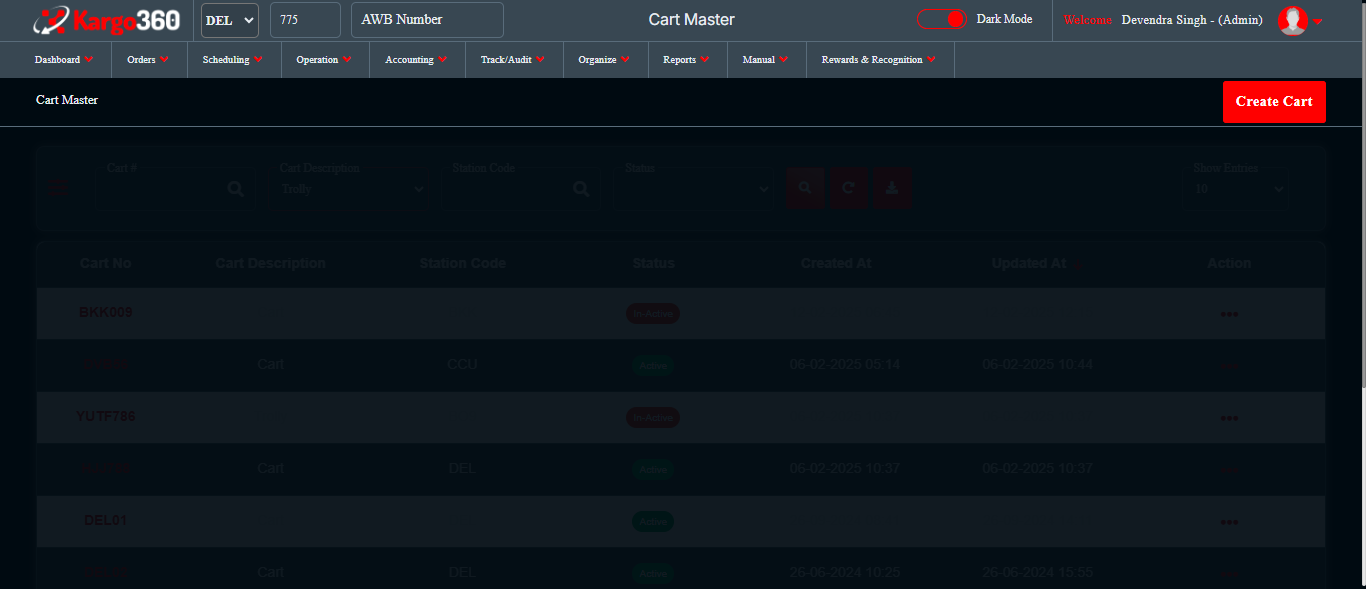 Kargo360 DEL 775 AWB Number Cart Master Dark Mode Welcome Devendra Singh - (Admin)
Dashboard Orders Scheduling Operation Accounting Track/Audit Organize Reports Manual Rewards & Recognition
Cart Master Create Cart
Cart # Cart Description Station Code Status Show Entries
Trolly 10
Cart No Cart Description Station Code Status Created At Updated At Action
BKK009 In-Active
Cart CCU Active 06-02-2025 05:14 06-02-2025 10:44
YUTF786 In-Active
Cart DEL Active 06-02-2025 10:37 06-02-2025 10:37
DEL01 Active
Cart DEL Active 26-06-2024 10:25 26-06-2024 15:55